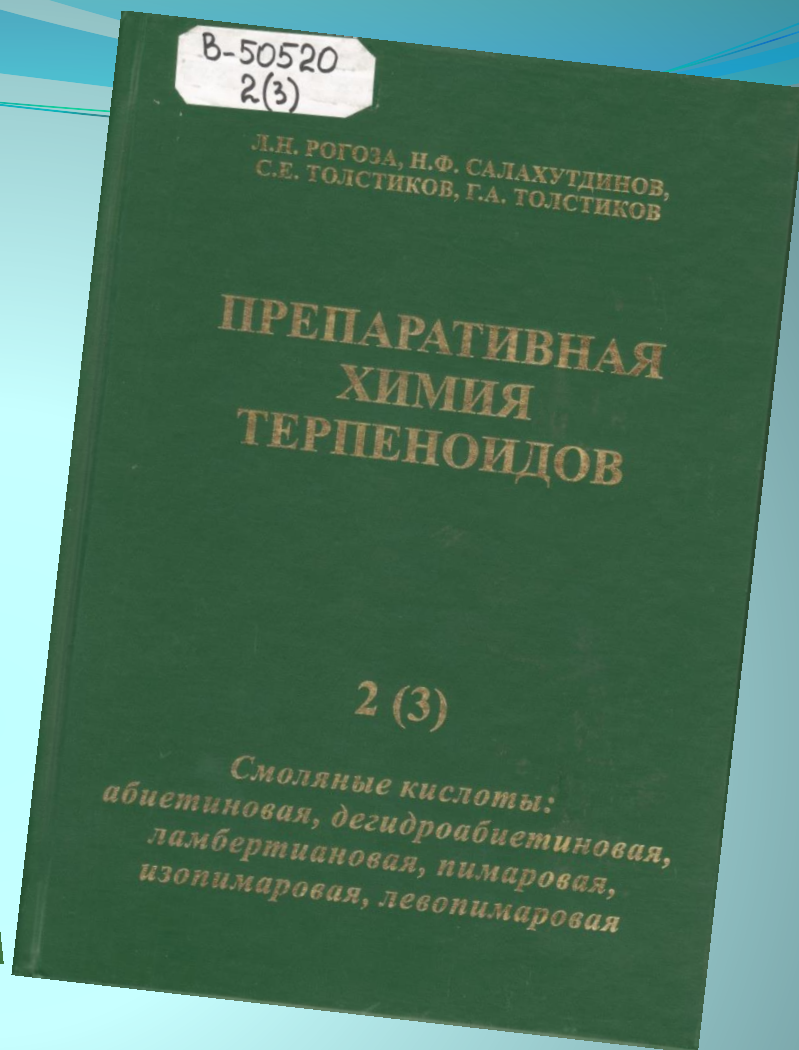 В-50520
2(3)
Л.Н. РОГОЗА, Н.Ф. САЛАХУТДИНОВ,
С.Е. ТОЛСТИКОВ, Г.А. ТОЛСТИКОВ
ПРЕПАРАТИВНАЯ
ХИМИЯ
ТЕРПЕНОИДОВ
2 (3)
Смоляные кислоты:
абиетиновая, дегидроабиетиновая,
ламбертиановая, пимаровая,
изопимаровая, левопимаровая